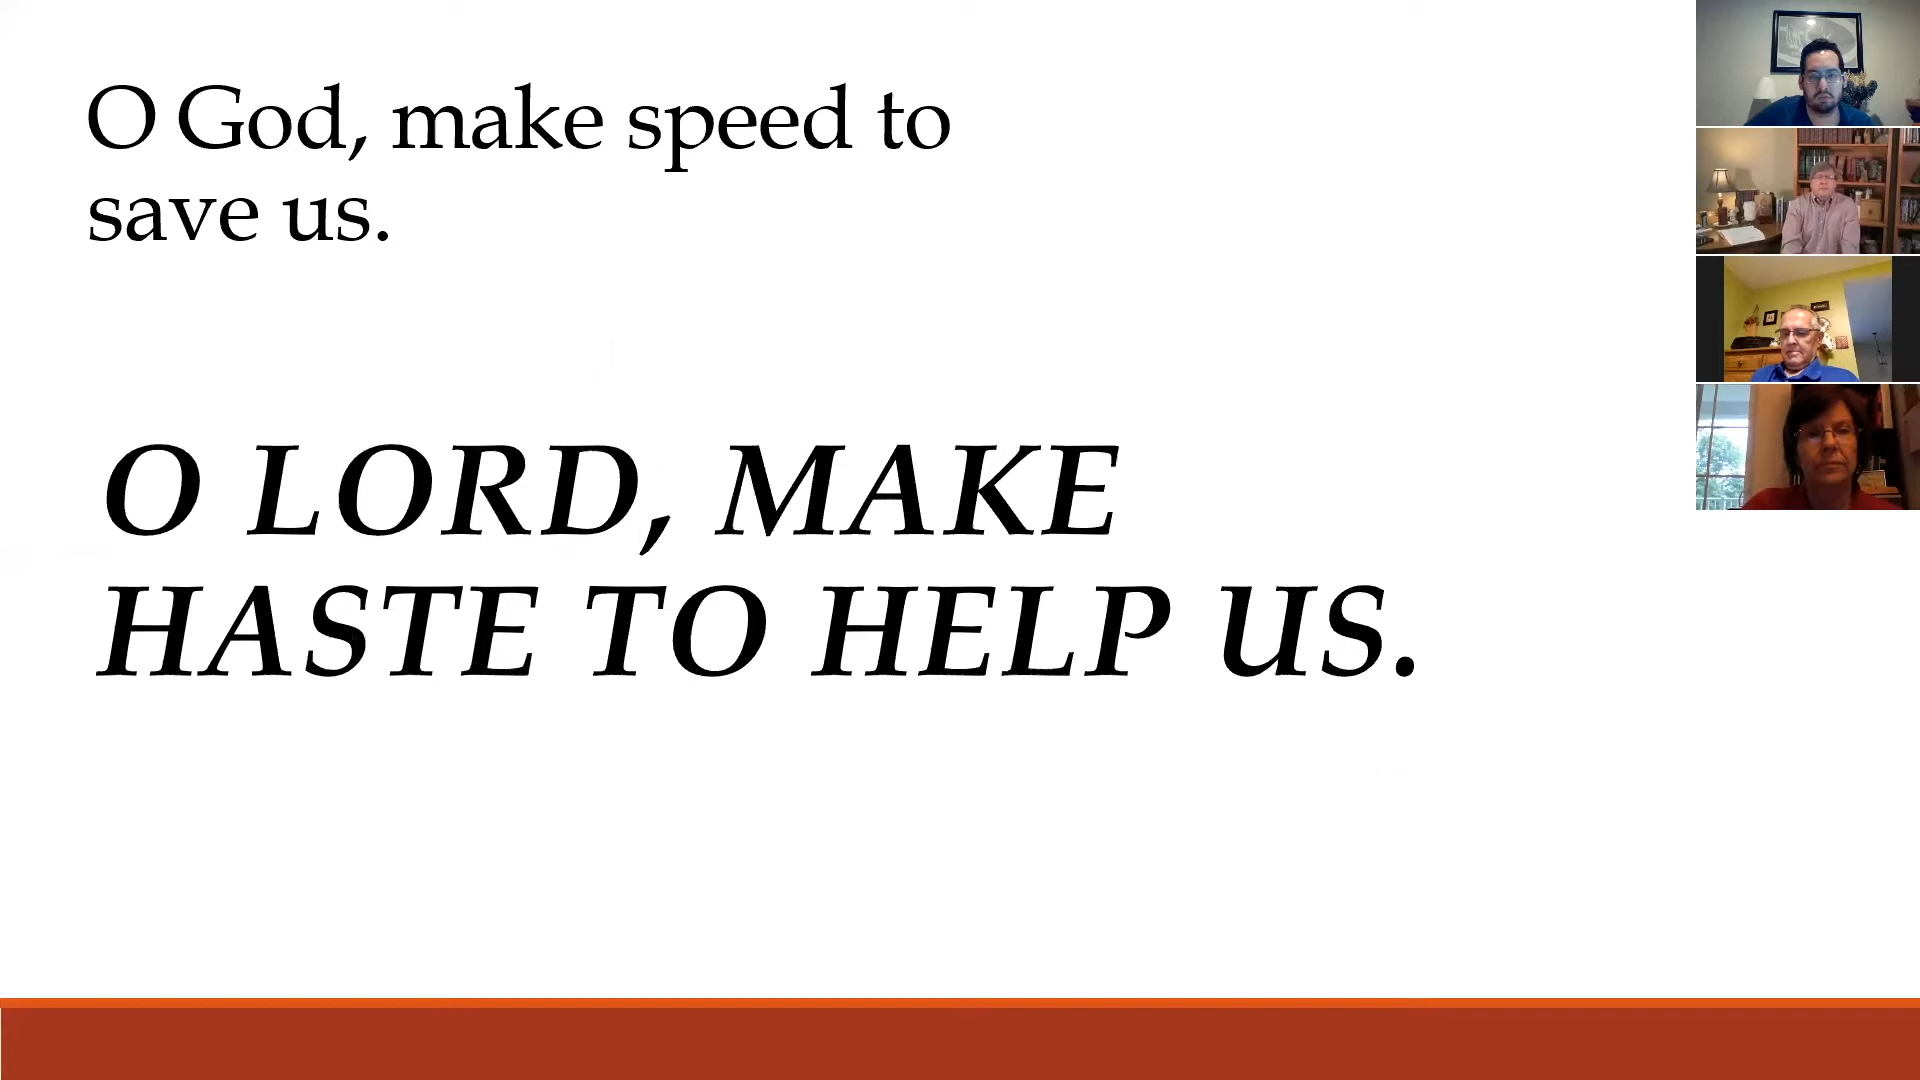 O God, make speed to
save us.
O LORD, MAKE
HASTE TO HELP US.